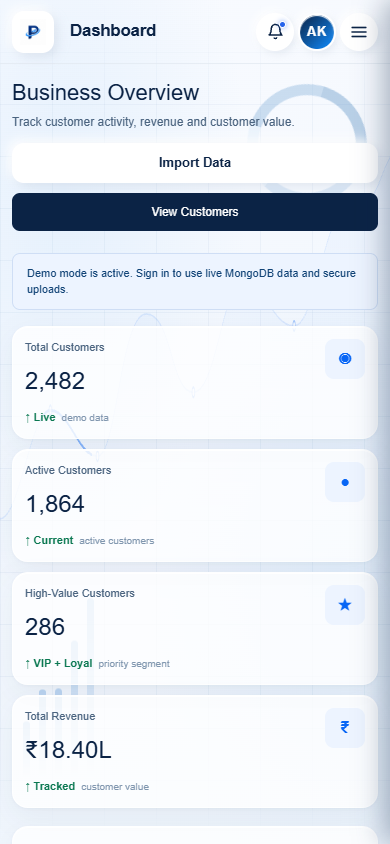 P
Dashboard
AK
Business Overview
Track customer activity, revenue and customer value.
Import Data
View Customers
Demo mode is active. Sign in to use live MongoDB data and secure
uploads.
Total Customers
2,482
↑ Live demo data
Active Customers
1,864
↑ Current active customers
High-Value Customers
286
★
↑ VIP + Loyal priority segment
Total Revenue
₹
₹18.40L
↑ Tracked customer value